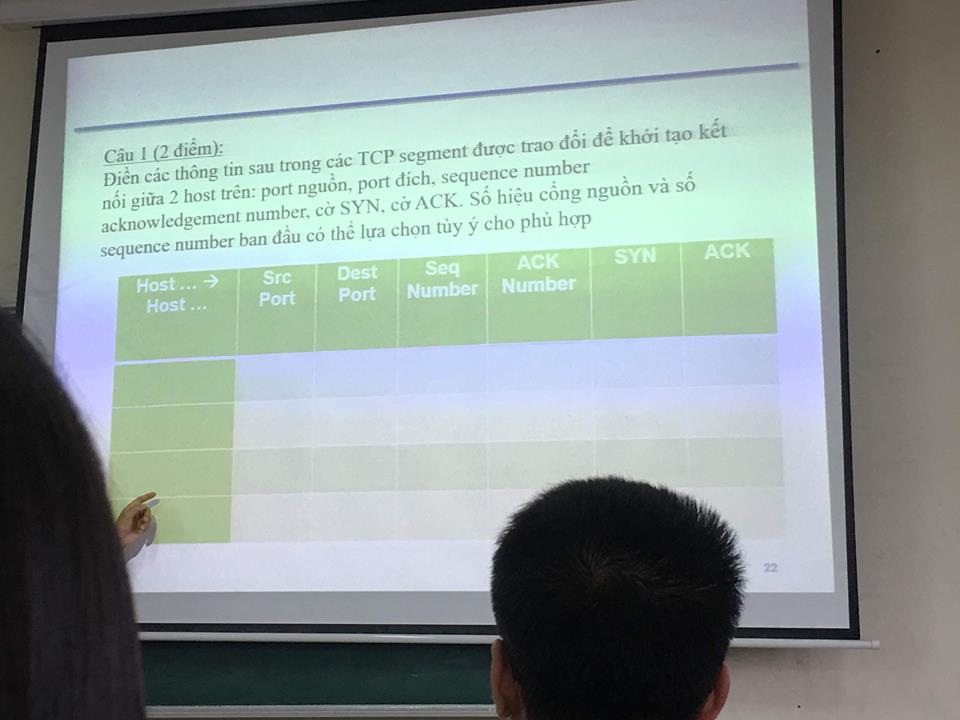 Câu 1 (2 điểm):
Điền các thông tin sau trong các TCP segment được trao đổi để khởi tạo kết
nối giữa 2 host trên: port nguồn, port đích, sequence number
acknowledgement number, cờ SYN, cờ ACK. Số hiệu cổng nguồn và số
sequence number ban đầu có thể lựa chọn tùy ý cho phù hợp
Host ... → Src Dest Seq ACK SYN ACK
Host ... Port Port Number Number
22